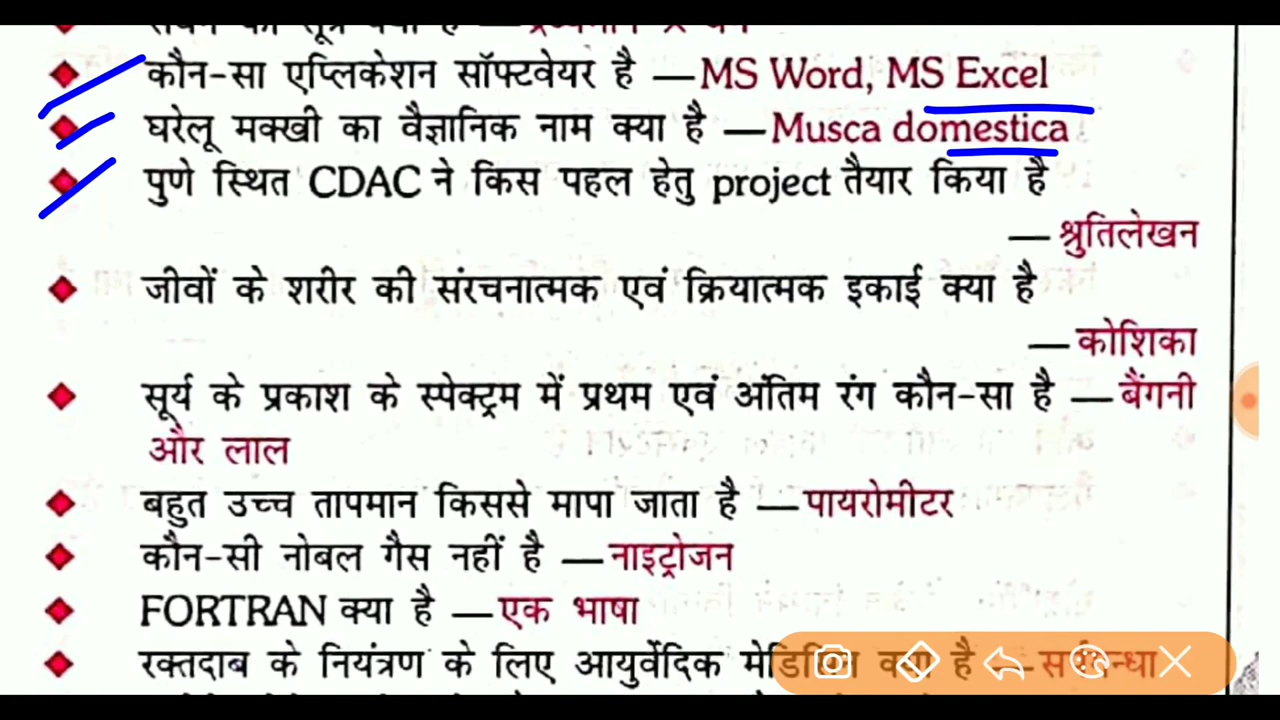 कौन-सा एप्लिकेशन सॉफ्टवेयर है — MS Word, MS Excel
घरेलू मक्खी का वैज्ञानिक नाम क्या है — Musca domestica
पुणे स्थित CDAC ने किस पहल हेतु project तैयार किया है
— श्रुतिलेखन
जीवों के शरीर की संरचनात्मक एवं क्रियात्मक इकाई क्या है
— कोशिका
सूर्य के प्रकाश के स्पेक्ट्रम में प्रथम एवं अंतिम रंग कौन-सा है — बैंगनी
और लाल
बहुत उच्च तापमान किससे मापा जाता है — पायरोमीटर
कौन-सी नोबल गैस नहीं है — नाइट्रोजन
FORTRAN क्या है — एक भाषा
रक्तदाब के नियंत्रण के लिए आयुर्वेदिक क्या है —